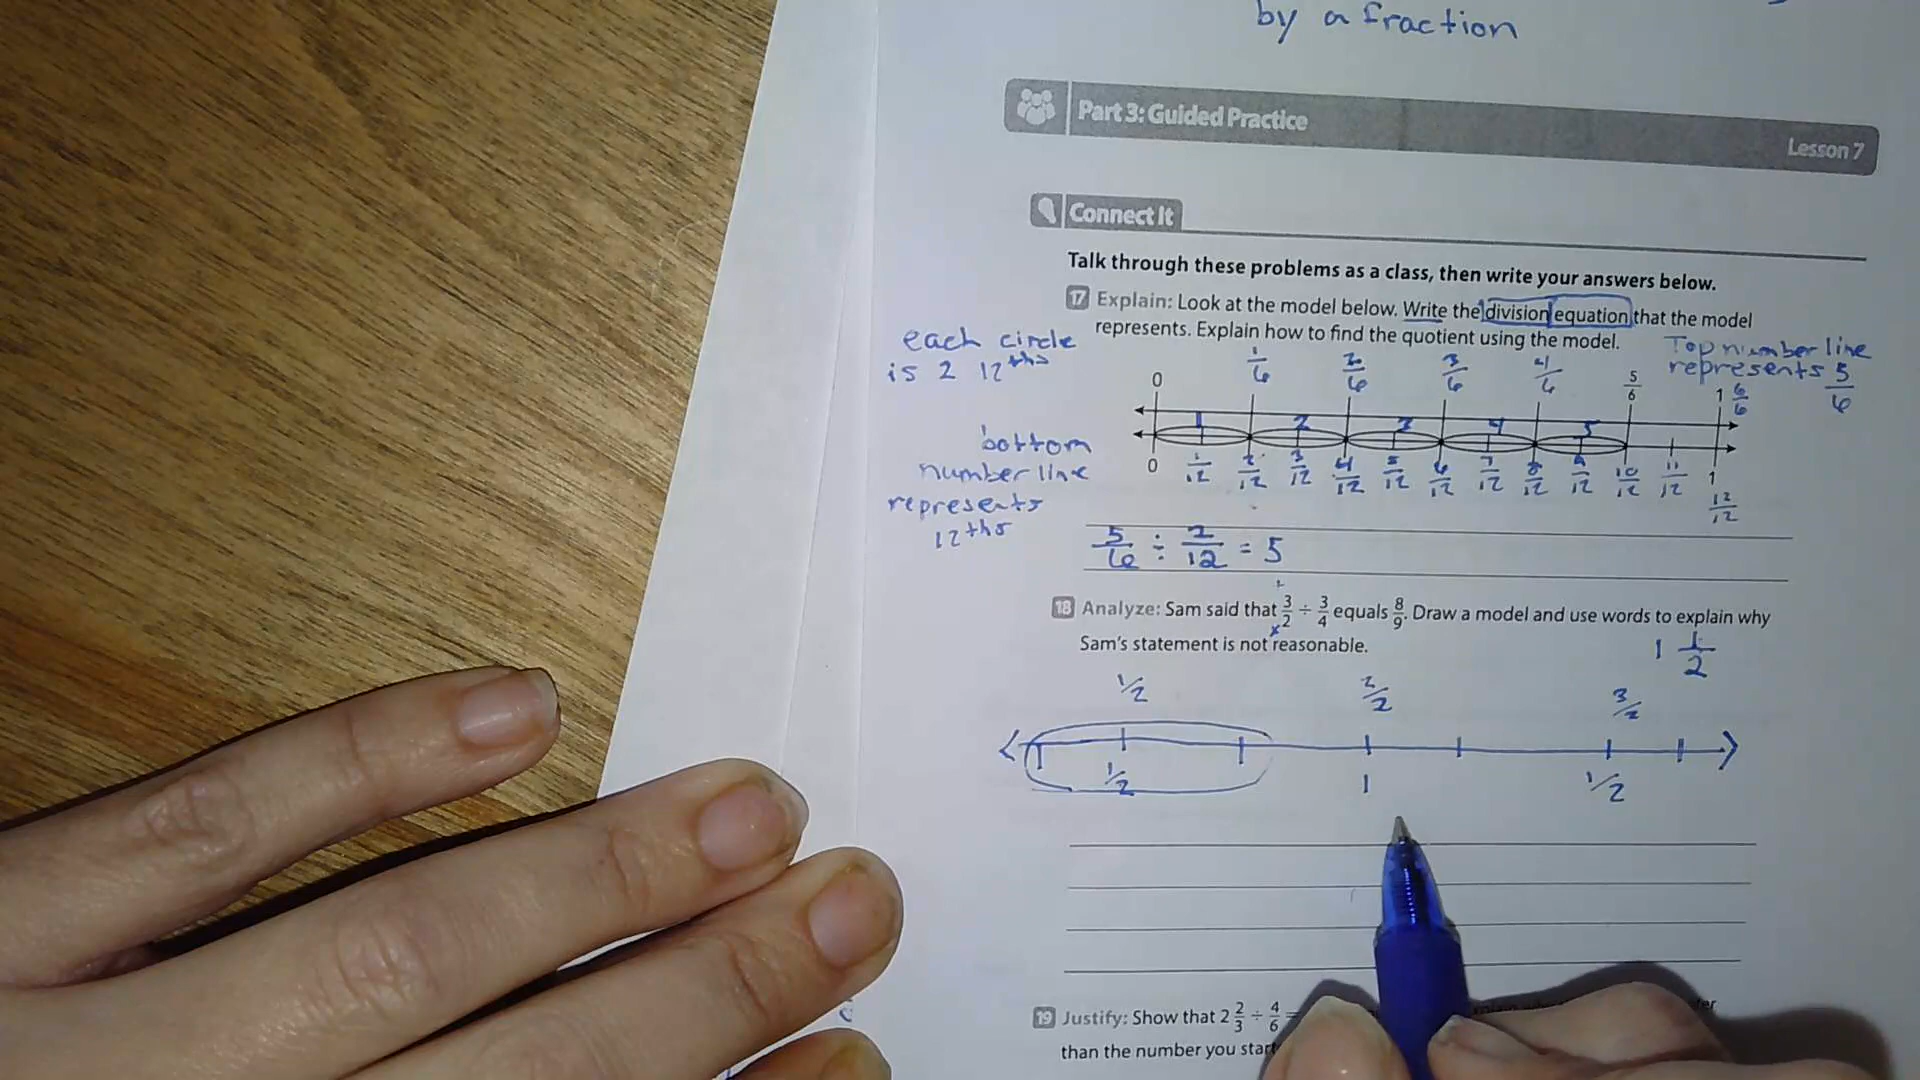 by a fraction
Part 3: Guided Practice
Lesson 7
Connect It
Talk through these problems as a class, then write your answers below.
17 Explain: Look at the model below. Write the division equation that the model
represents. Explain how to find the quotient using the model.
each circle
is 2 12ths
Top number line
represents 5/6
0 1/6 2/6 3/6 4/6 5/6 1 6/6
1 2 3 4 5
0 1/12 2/12 3/12 4/12 5/12 6/12 7/12 8/12 9/12 10/12 11/12 1 12/12
bottom
number line
represents
12ths
5/6 ÷ 2/12 = 5
18 Analyze: Sam said that 3/2 ÷ 3/4 equals 8/9. Draw a model and use words to explain why
Sam's statement is not reasonable.
1 1/2
1/2 2/2 3/2
1/2 1 1/2
19 Justify: Show that 2 2/3 ÷ 4/6 =
than the number you